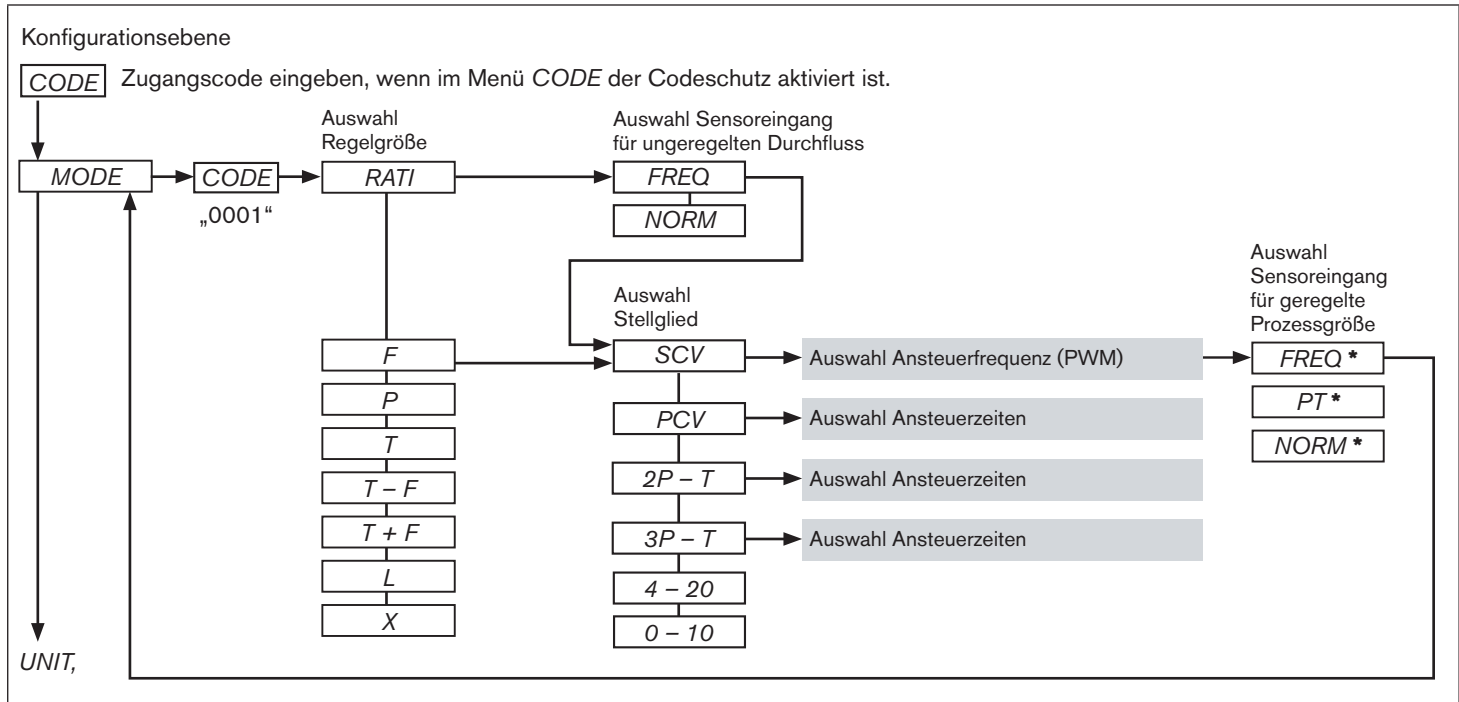 Konfigurationsebene
CODE Zugangscode eingeben, wenn im Menü CODE der Codeschutz aktiviert ist.
Auswahl
Regelgröße
Auswahl Sensoreingang
für ungeregelten Durchfluss
MODE CODE RATI FREQ
„0001“
NORM
Auswahl
Sensoreingang
für geregelte
Prozessgröße
Auswahl
Stellglied
F SCV Auswahl Ansteuerfrequenz (PWM) FREQ *
P PCV Auswahl Ansteuerzeiten PT *
T NORM *
T – F 2P – T Auswahl Ansteuerzeiten
T + F 3P – T Auswahl Ansteuerzeiten
L 4 – 20
X 0 – 10
UNIT,